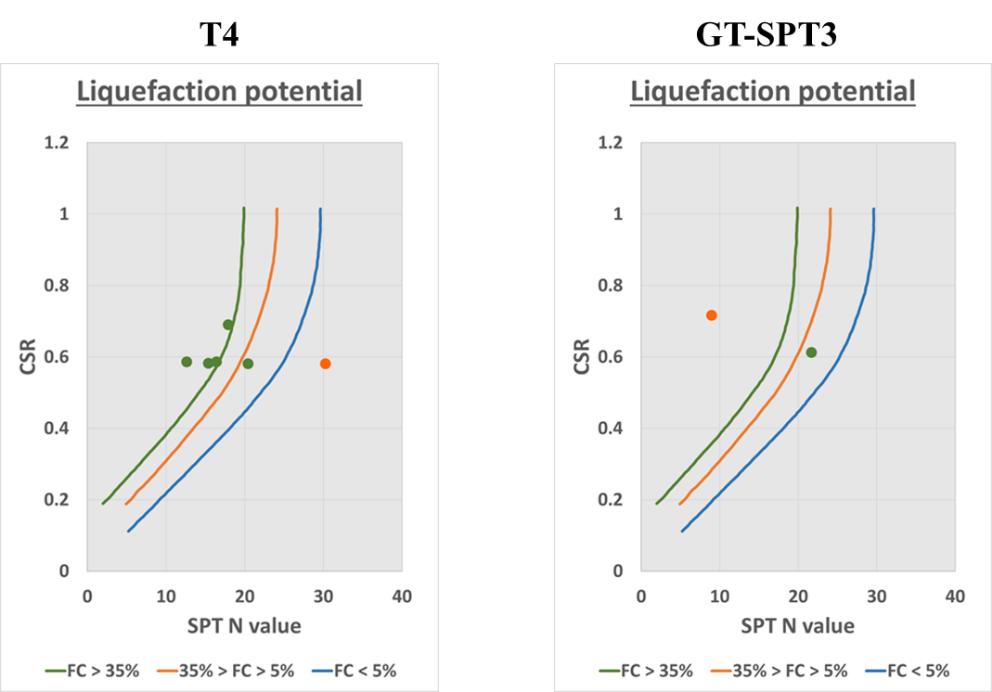 T4
GT-SPT3
Liquefaction potential
1.2
1
0.8
0.6
0.4
0.2
0
CSR
0 10 20 30 40
SPT N value
FC > 35% 35% > FC > 5% FC < 5%
Liquefaction potential
1.2
1
0.8
0.6
0.4
0.2
0
CSR
0 10 20 30 40
SPT N value
FC > 35% 35% > FC > 5% FC < 5%